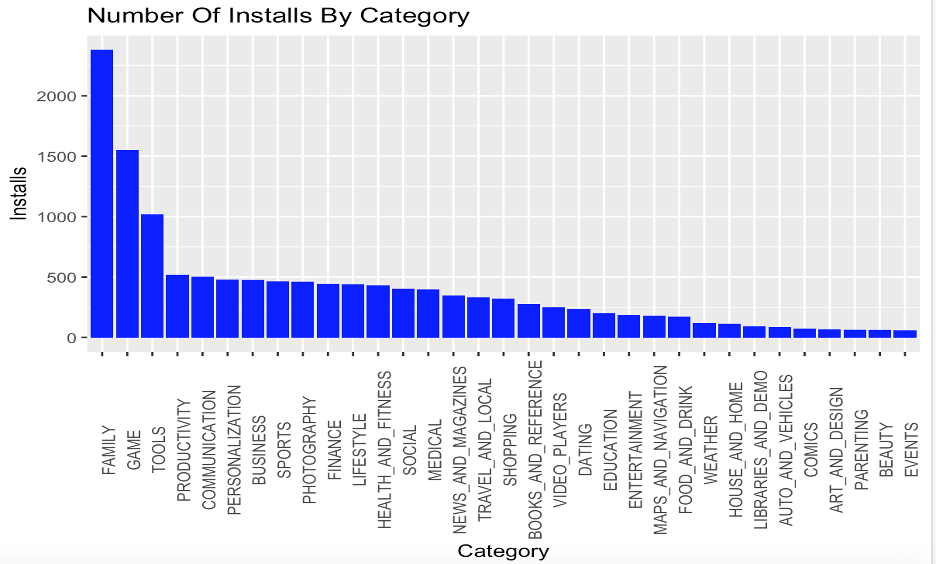 Number Of Installs By Category
Installs
2000
1500
1000
500
0
FAMILY
GAME
TOOLS
PRODUCTIVITY
COMMUNICATION
PERSONALIZATION
BUSINESS
SPORTS
PHOTOGRAPHY
FINANCE
LIFESTYLE
HEALTH_AND_FITNESS
SOCIAL
MEDICAL
NEWS_AND_MAGAZINES
TRAVEL_AND_LOCAL
SHOPPING
BOOKS_AND_REFERENCE
VIDEO_PLAYERS
DATING
EDUCATION
ENTERTAINMENT
MAPS_AND_NAVIGATION
FOOD_AND_DRINK
WEATHER
HOUSE_AND_HOME
LIBRARIES_AND_DEMO
AUTO_AND_VEHICLES
COMICS
ART_AND_DESIGN
PARENTING
BEAUTY
EVENTS
Category